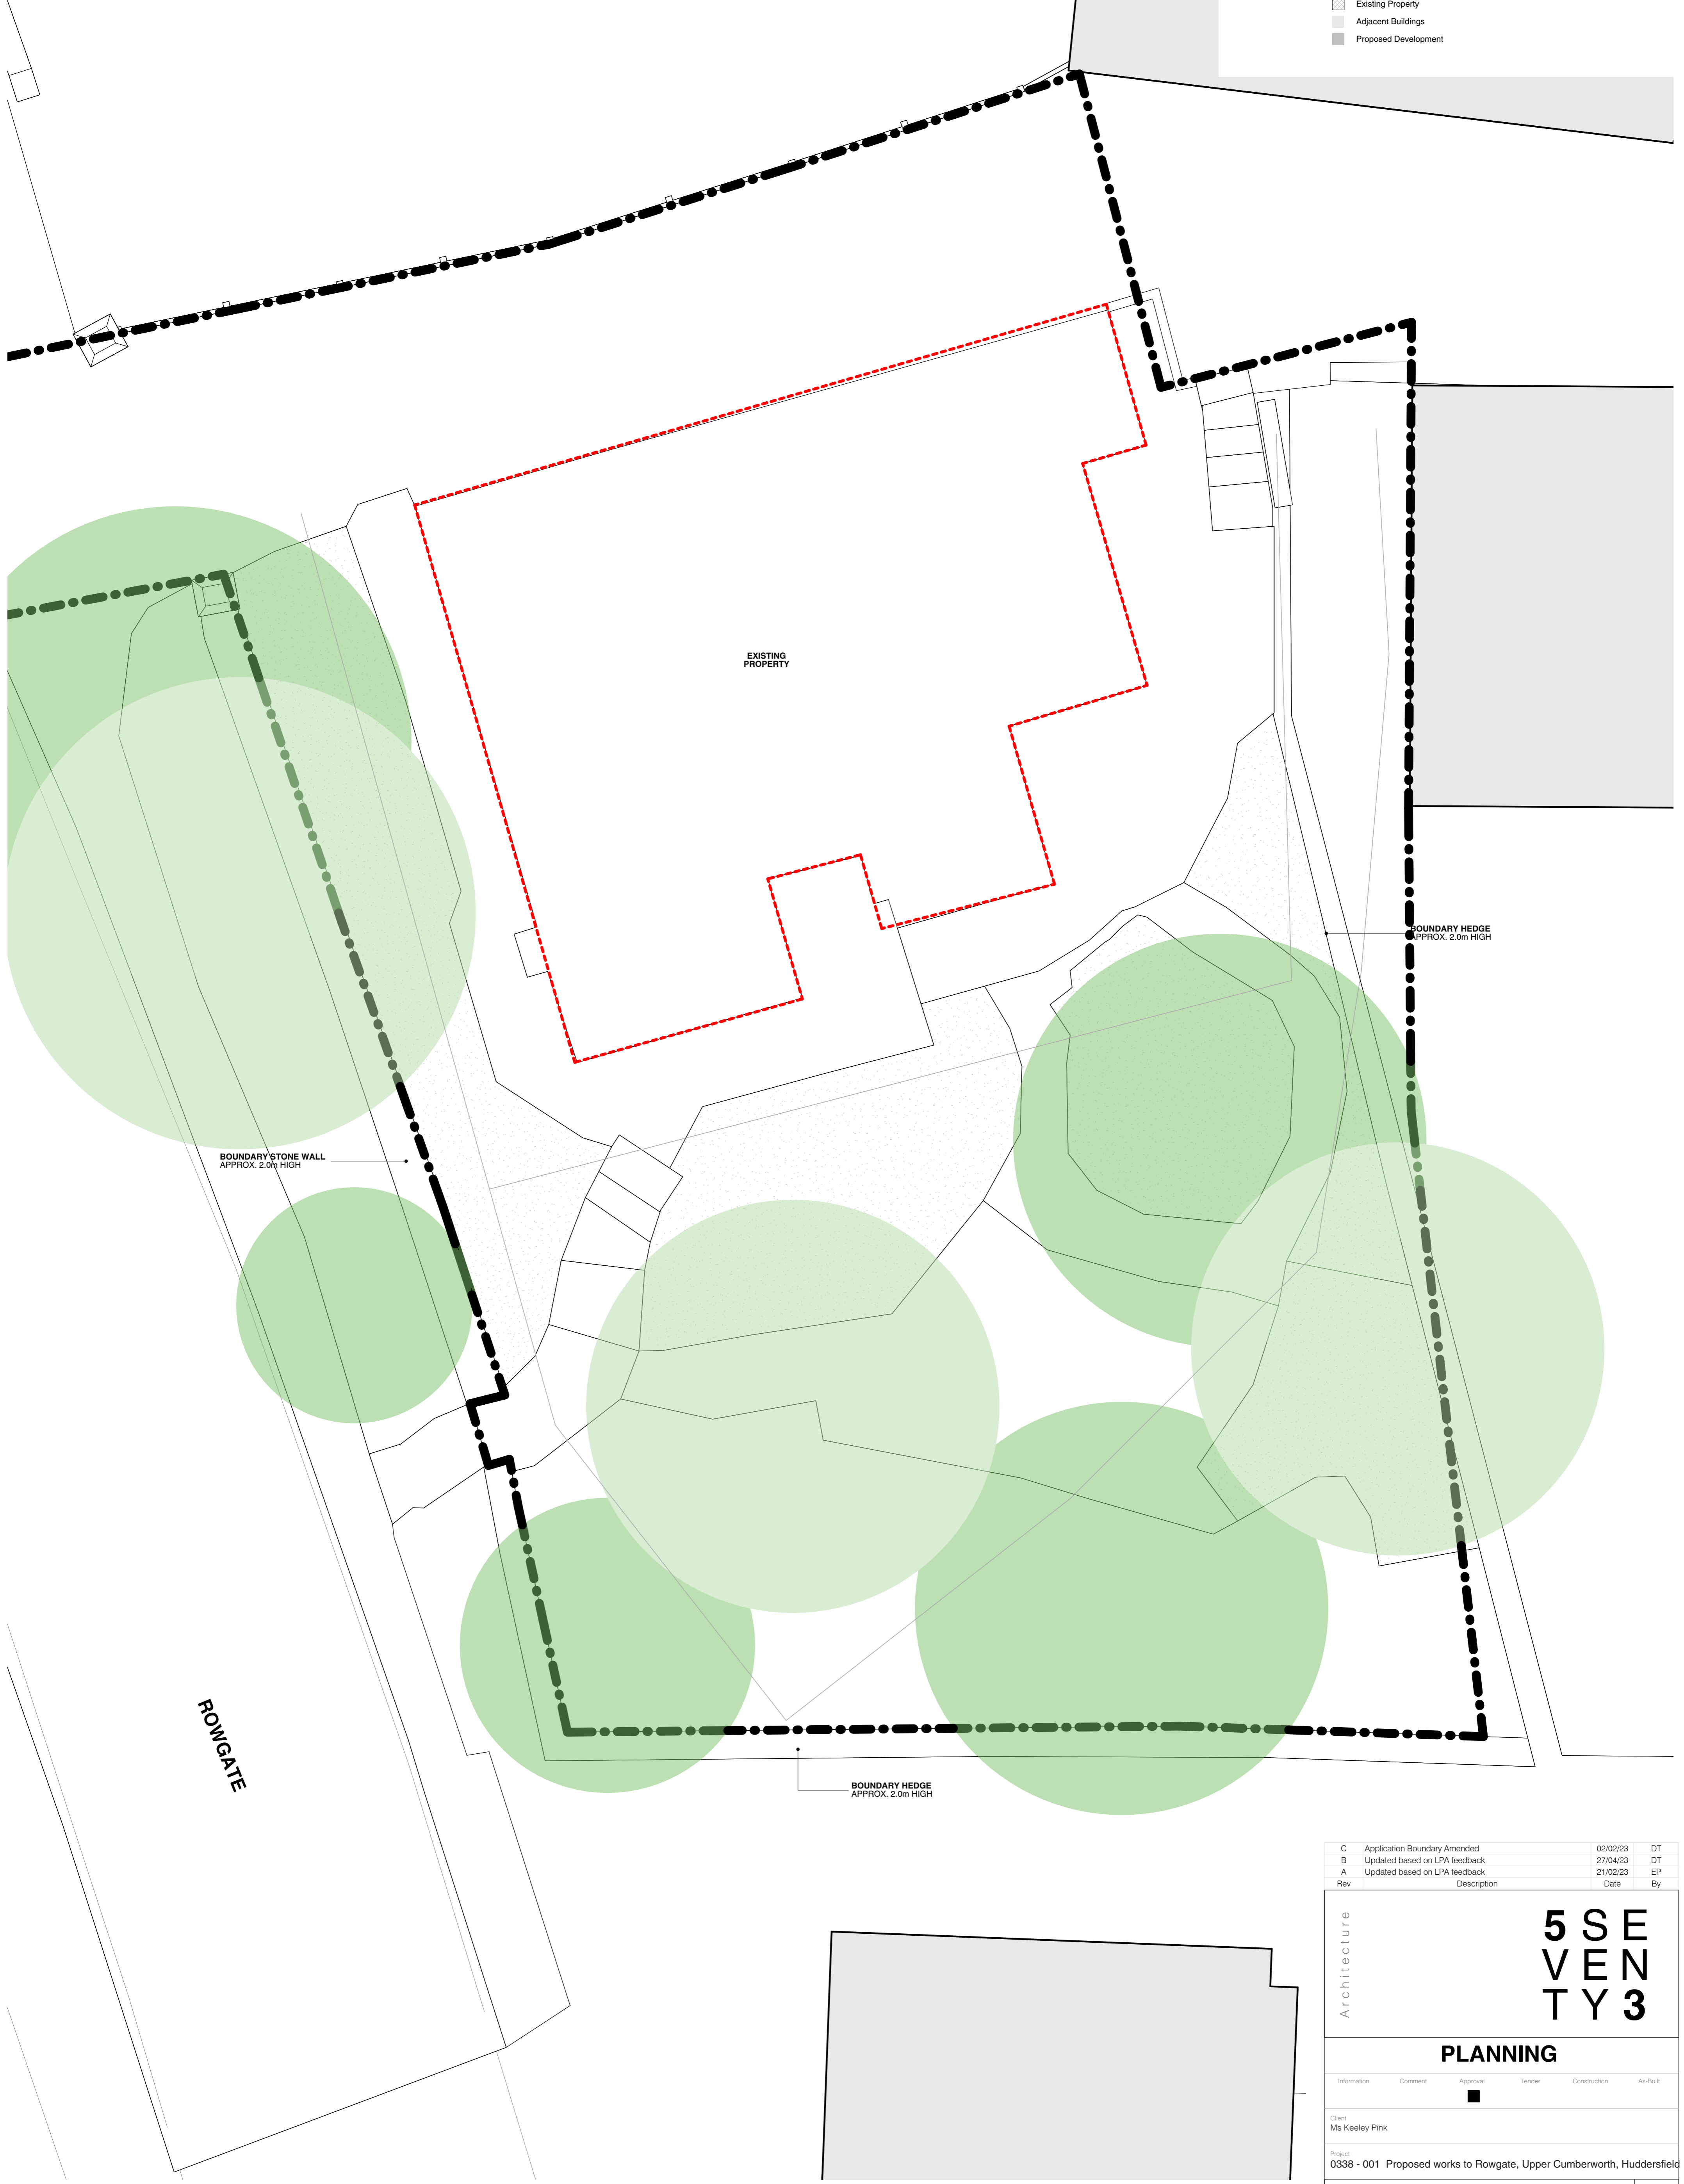 Existing Property
Adjacent Buildings
Proposed Development
EXISTING
PROPERTY
BOUNDARY HEDGE
APPROX. 2.0m HIGH
BOUNDARY STONE WALL
APPROX. 2.0m HIGH
ROWGATE
BOUNDARY HEDGE
APPROX. 2.0m HIGH
C Application Boundary Amended 02/02/23 DT
B Updated based on LPA feedback 27/04/23 DT
A Updated based on LPA feedback 21/02/23 EP
Rev Description Date By
Architecture
5 S E
V E N
T Y 3
PLANNING
Information Comment Approval Tender Construction As-Built
Client
Ms Keeley Pink
Project
0338 - 001 Proposed works to Rowgate, Upper Cumberworth, Huddersfield